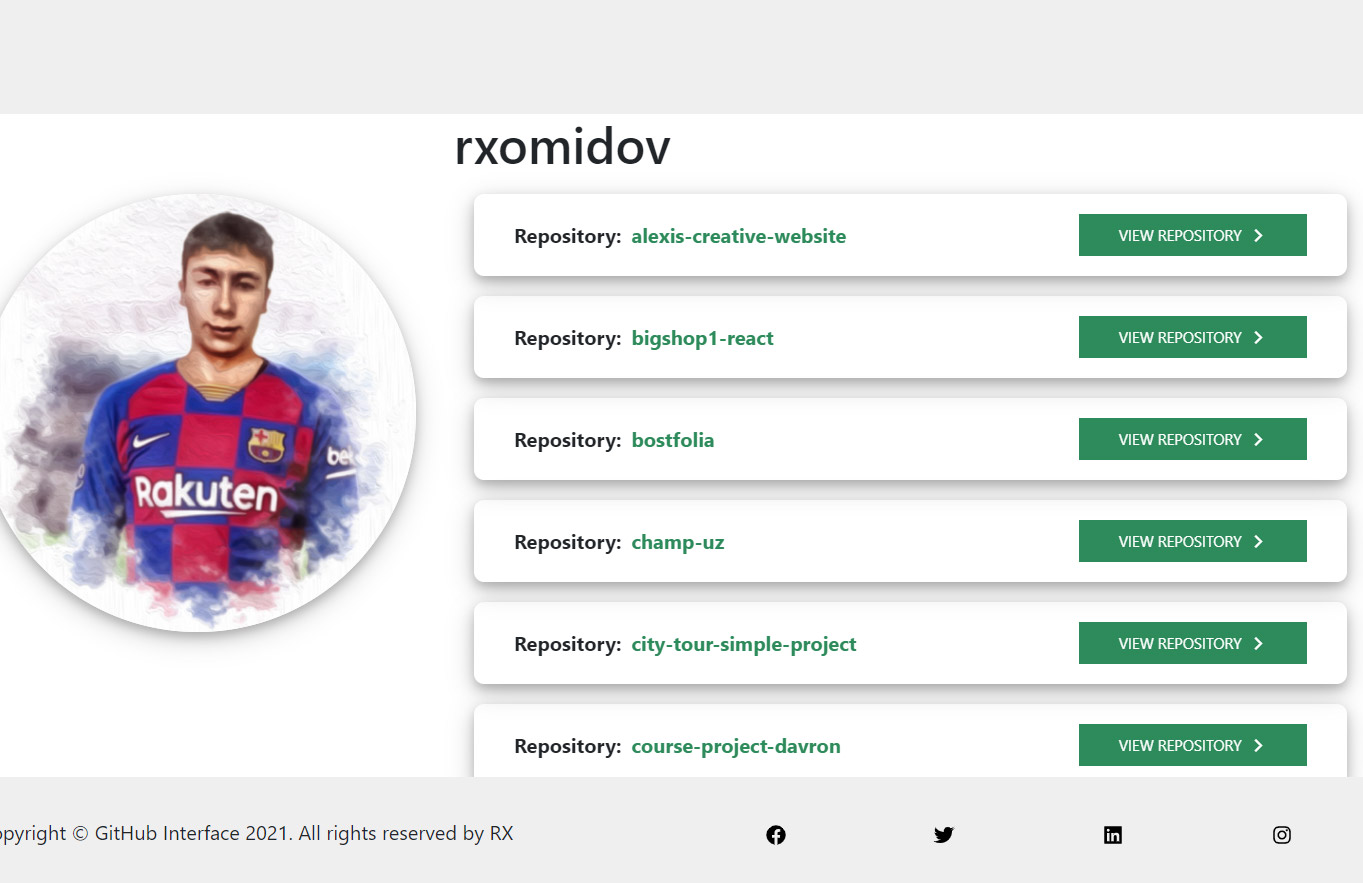 rxomidov
Rakuten
be
Repository: alexis-creative-website VIEW REPOSITORY
Repository: bigshop1-react VIEW REPOSITORY
Repository: bostfolia VIEW REPOSITORY
Repository: champ-uz VIEW REPOSITORY
Repository: city-tour-simple-project VIEW REPOSITORY
Repository: course-project-davron VIEW REPOSITORY
opyright © GitHub Interface 2021. All rights reserved by RX